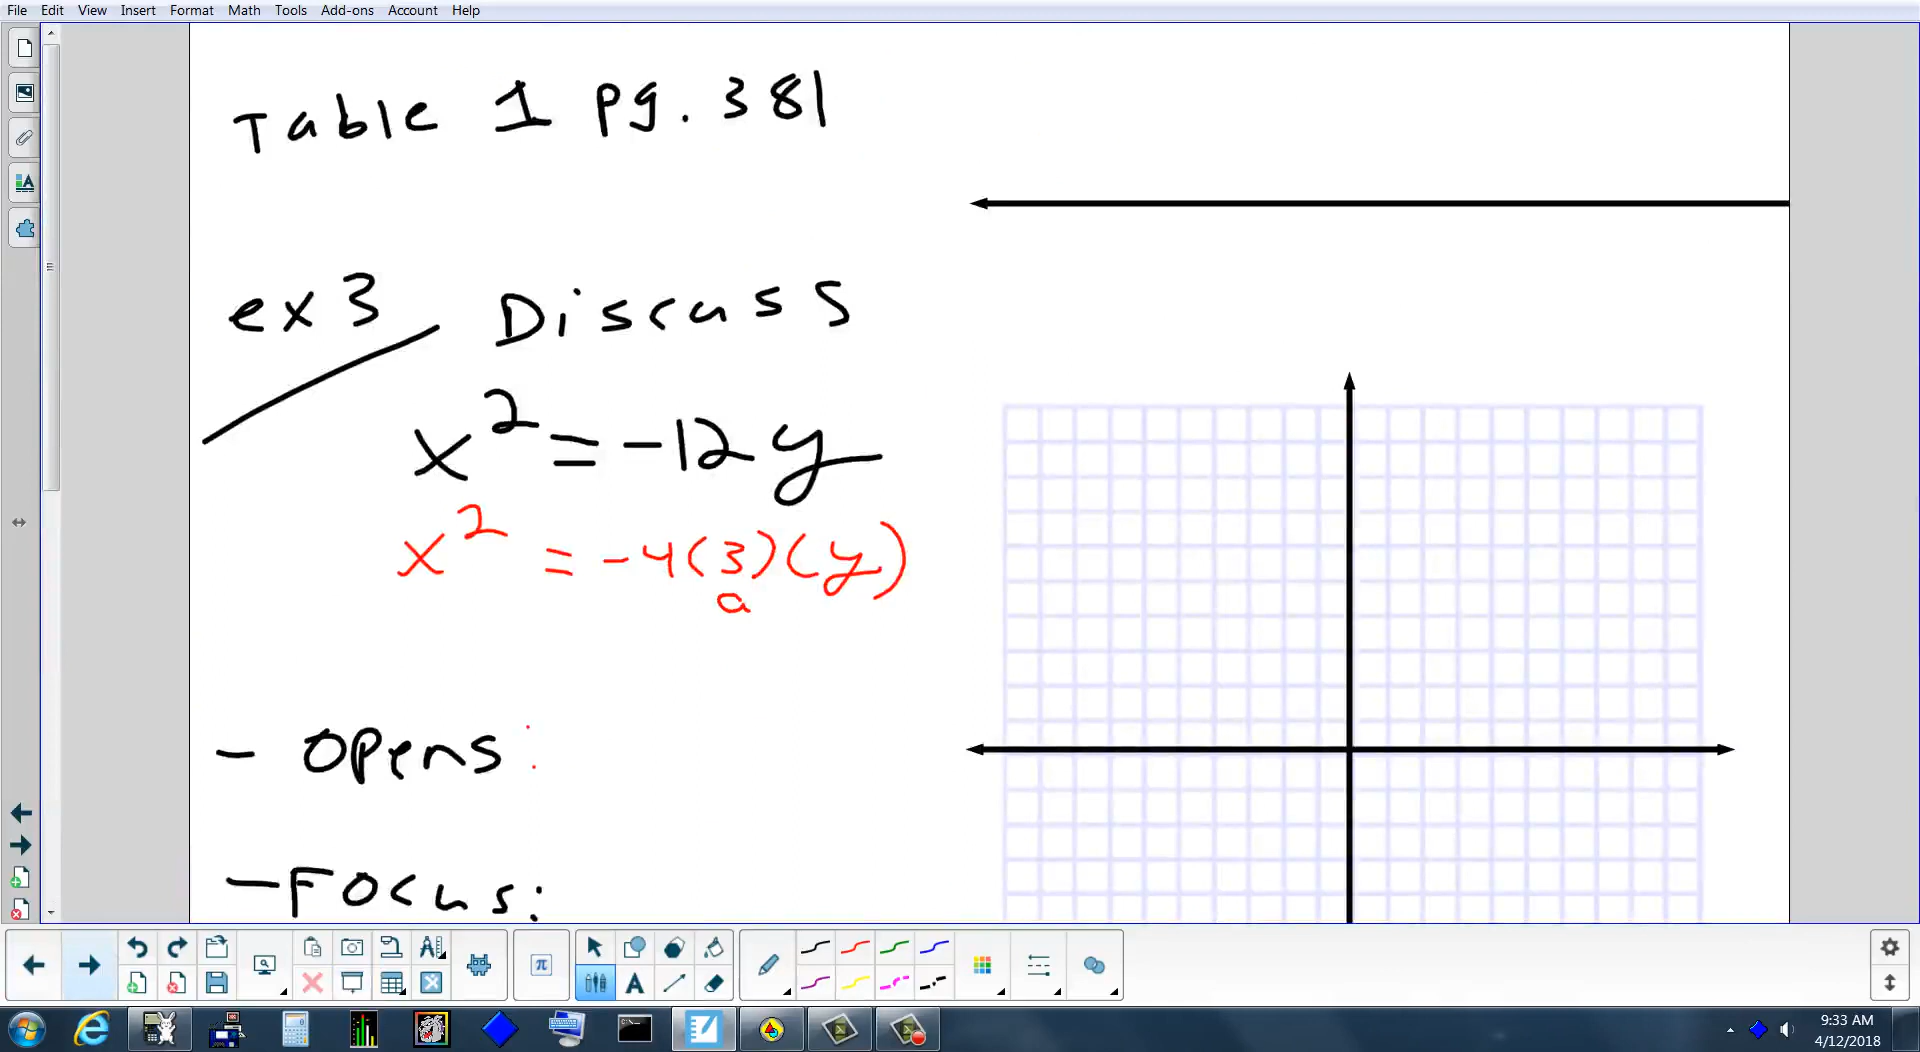 File Edit View Insert Format Math Tools Add-ons Account Help
Table 1 pg. 381
ex 3 Discuss
x² = -12y
x² = -4(3)(y)
a
- Opens:
- Focus:
9:33 AM
4/12/2018